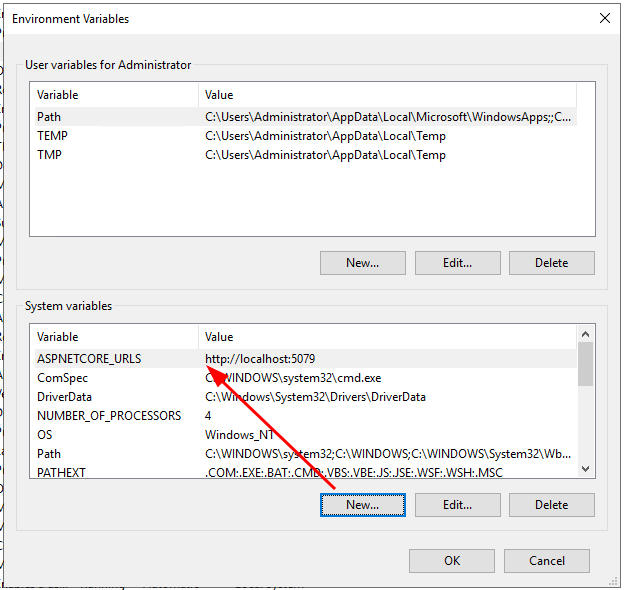 Environment Variables
User variables for Administrator
Variable Value
Path C:\Users\Administrator\AppData\Local\Microsoft\WindowsApps;;C...
TEMP C:\Users\Administrator\AppData\Local\Temp
TMP C:\Users\Administrator\AppData\Local\Temp
New... Edit... Delete
System variables
Variable Value
ASPNETCORE_URLS http://localhost:5079
ComSpec C:\WINDOWS\system32\cmd.exe
DriverData C:\Windows\System32\Drivers\DriverData
NUMBER_OF_PROCESSORS 4
OS Windows_NT
Path C:\WINDOWS\system32;C:\WINDOWS;C:\WINDOWS\System32\Wb...
PATHEXT .COM;.EXE;.BAT;.CMD;.VBS;.VBE;.JS;.JSE;.WSF;.WSH;.MSC
New... Edit... Delete
OK Cancel